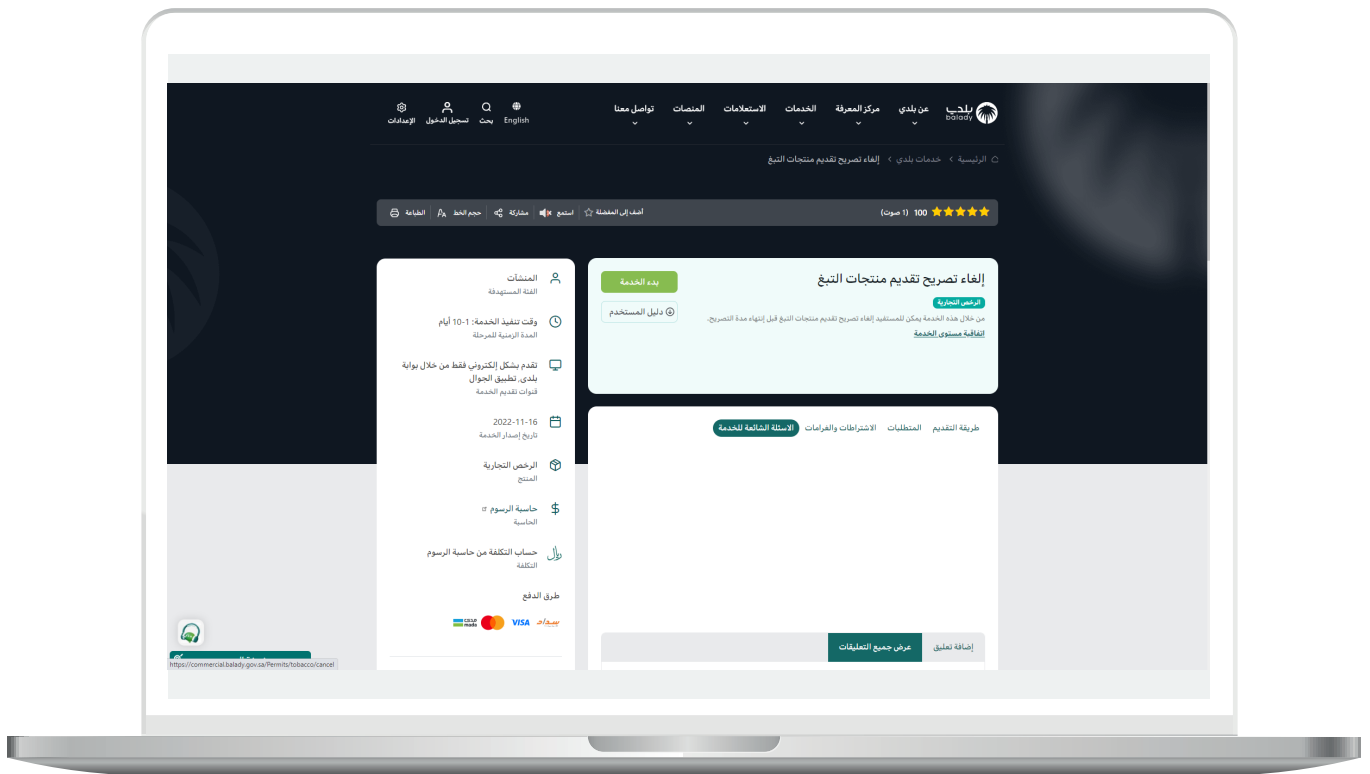 بلدي
balady
عن بلدي
مركز المعرفة
الخدمات
الاستعلامات
المنصات
تواصل معنا
English
بحث
تسجيل الدخول
الإعدادات
الرئيسية > خدمات بلدي > إلغاء تصريح تقديم منتجات التبغ
100 (1 صوت)
أضف إلى المفضلة
استمع
مشاركة
حجم الخط
الطباعة
إلغاء تصريح تقديم منتجات التبغ
بدء الخدمة
الرخص التجارية
دليل المستخدم
من خلال هذه الخدمة يمكن للمستفيد إلغاء تصريح تقديم منتجات التبغ قبل إنتهاء مدة التصريح.
اتفاقية مستوى الخدمة
طريقة التقديم
المتطلبات
الاشتراطات والغرامات
الاسئلة الشائعة للخدمة
إضافة تعليق
عرض جميع التعليقات
المنشآت
الفئة المستهدفة
وقت تنفيذ الخدمة: 1-10 أيام
المدة الزمنية للمرحلة
تقدم بشكل إلكتروني فقط من خلال بوابة
بلدي, تطبيق الجوال
قنوات تقديم الخدمة
2022-11-16
تاريخ إصدار الخدمة
الرخص التجارية
المنتج
حاسبة الرسوم
الحاسبة
حساب التكلفة من حاسبة الرسوم
التكلفة
طرق الدفع
سداد
VISA
مدى
mada
https://commercial.balady.gov.sa/Permits/tobacco/cancel